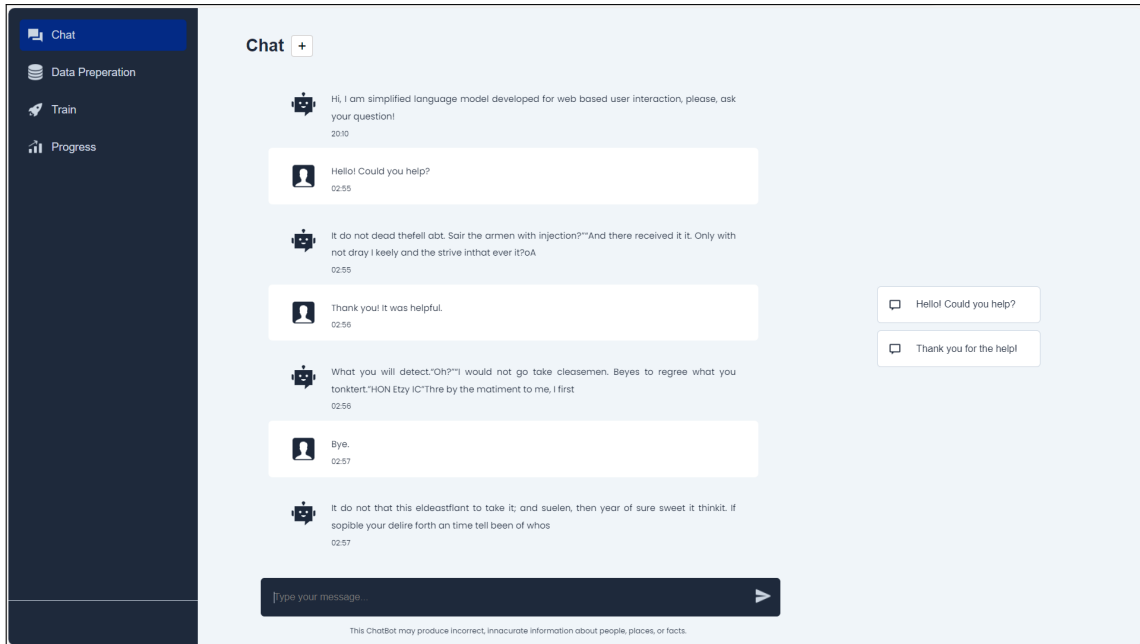 Chat
Data Preperation
Train
Progress
Chat +
Hi, I am simplified language model developed for web based user interaction, please, ask
your question!
20:10
Hello! Could you help?
02:55
It do not dead thefell abt. Sair the armen with injection?""And there received it it. Only with
not dray I keely and the strive inthat ever it?oA
02:55
Thank you! It was helpful.
02:56
What you will detect."Oh?""I would not go take cleasemen. Beyes to regree what you
tonktert."HON Etzy IC"Thre by the matiment to me, I first
02:56
Bye.
02:57
It do not that this eldeastflant to take it; and suelen, then year of sure sweet it thinkit. If
sopible your delire forth an time tell been of whos
02:57
Hello! Could you help?
Thank you for the help!
Type your message...
This ChatBot may produce incorrect, innacurate information about people, places, or facts.